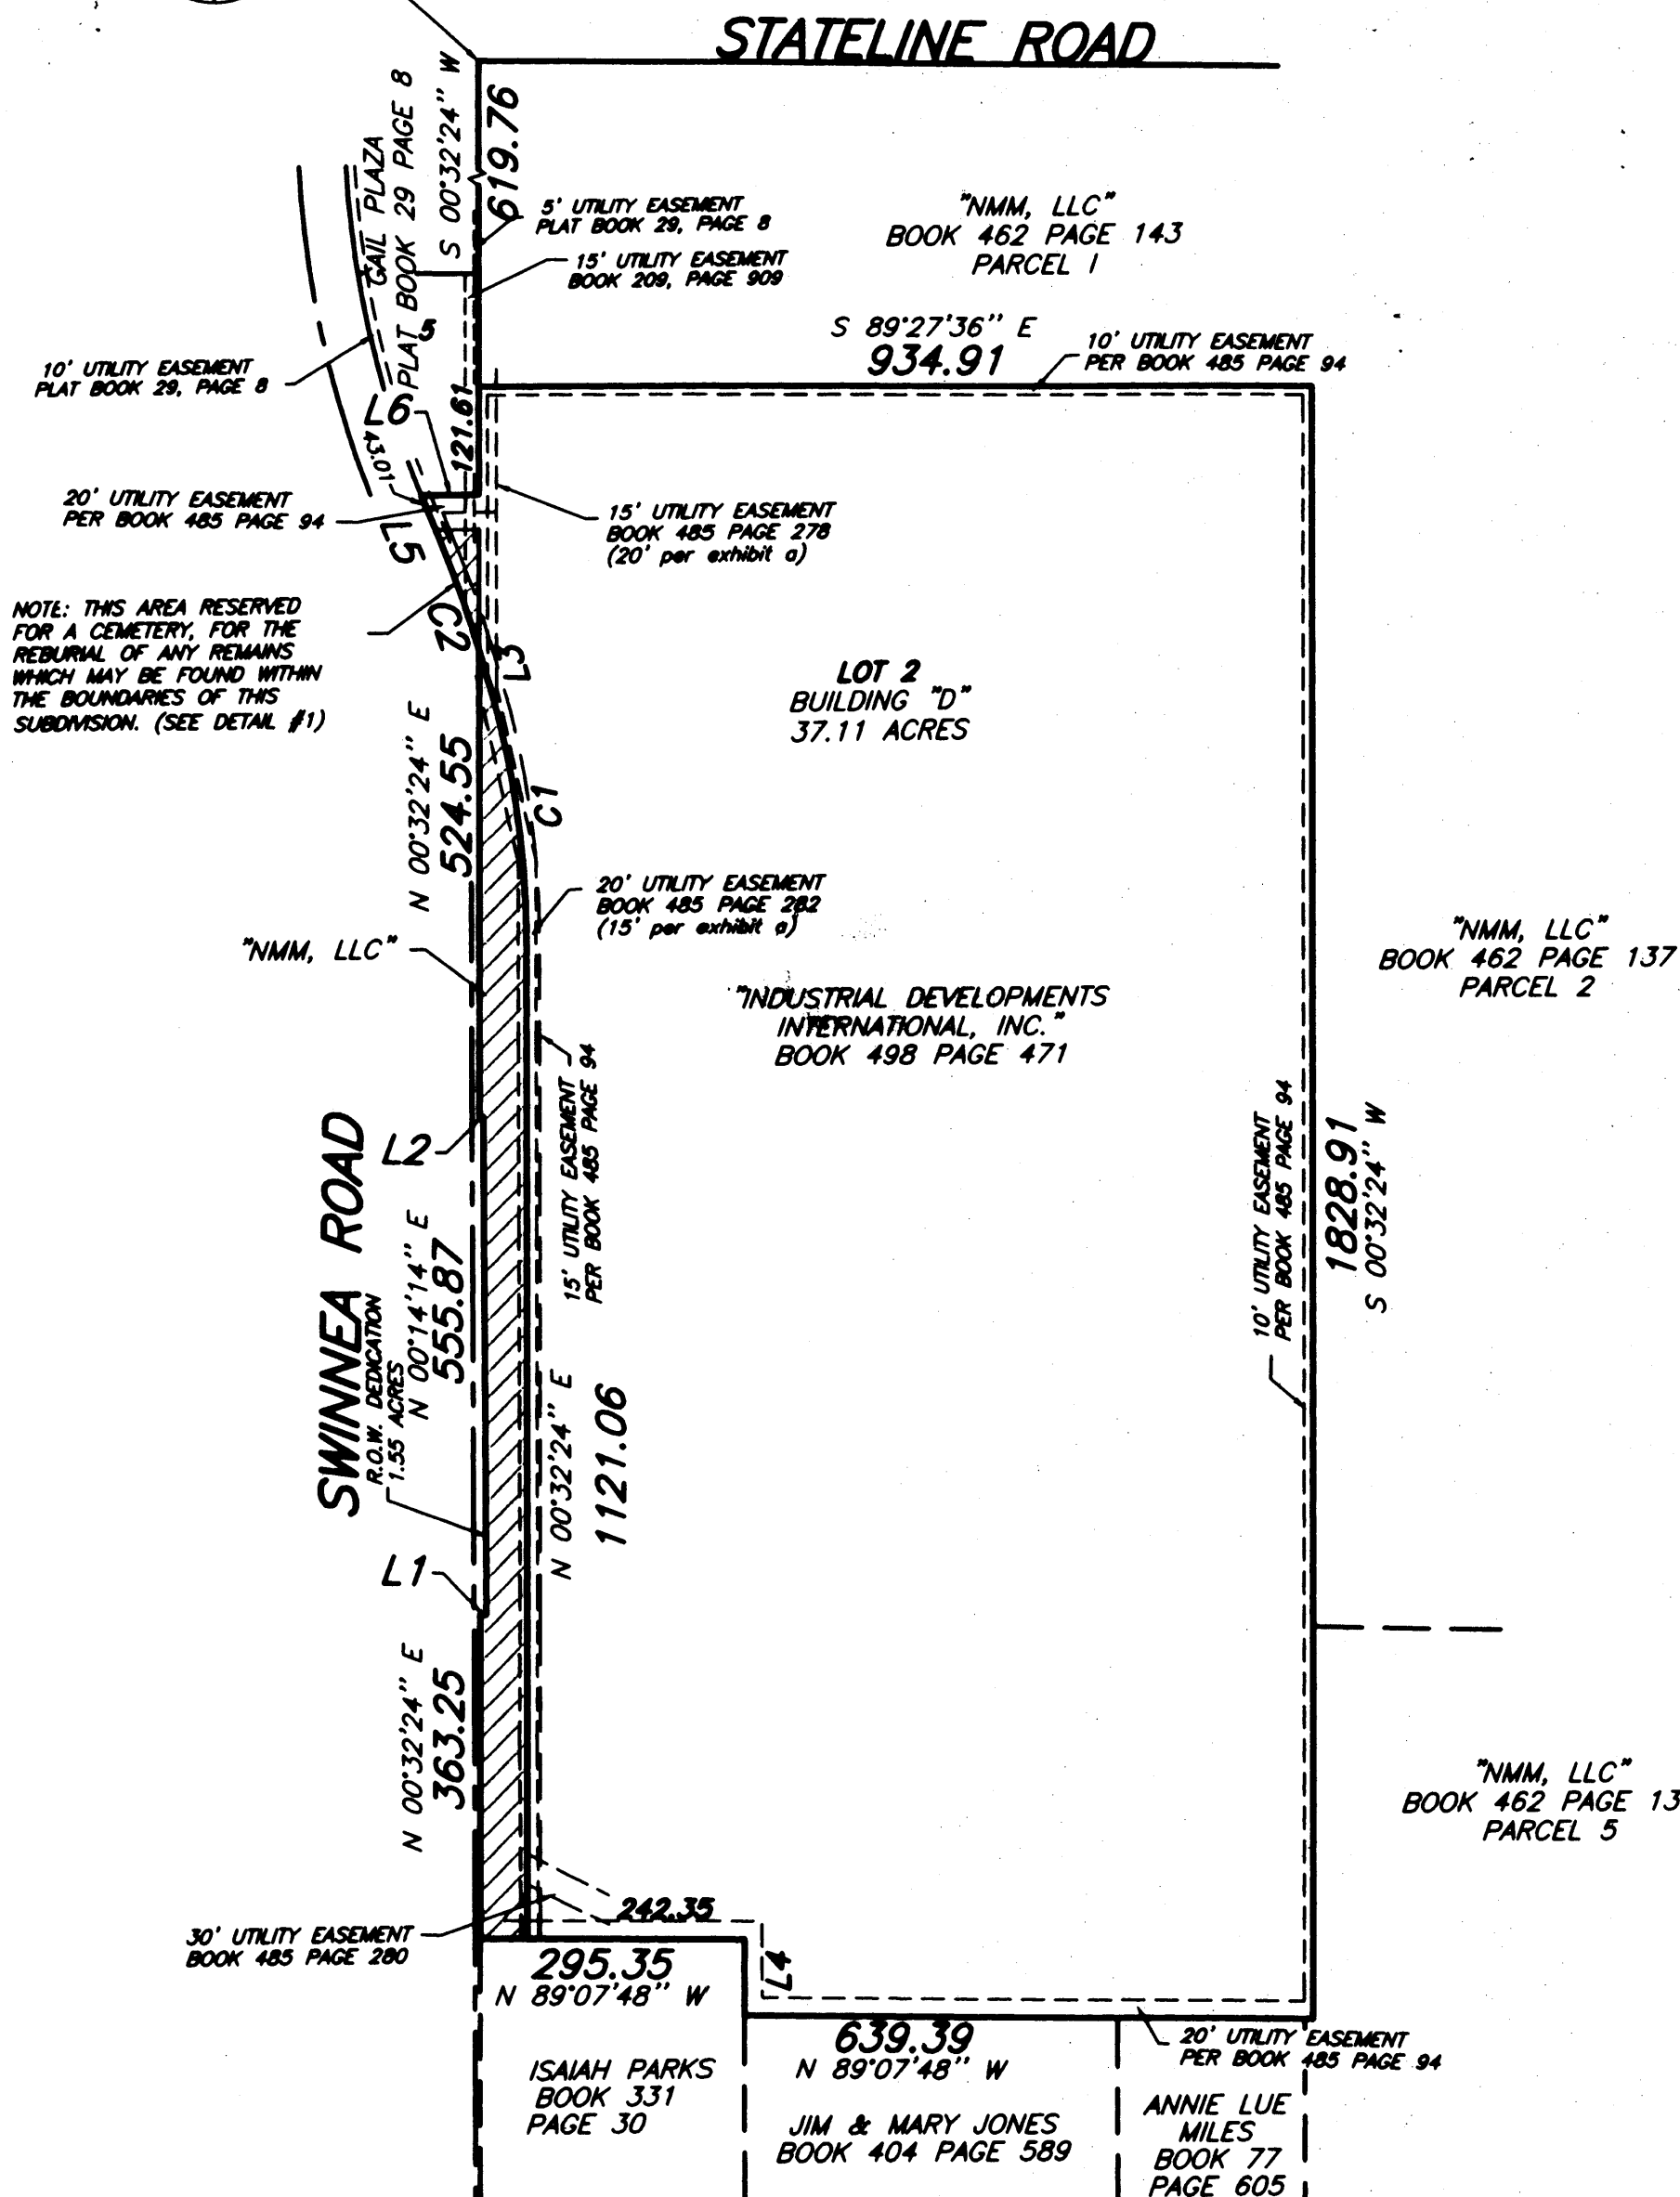 STATELINE ROAD
GAIL PLAZA
PLAT BOOK 29 PAGE 8
S 00°32'24" W
619.76
5' UTILITY EASEMENT
PLAT BOOK 29, PAGE 8
15' UTILITY EASEMENT
BOOK 209, PAGE 909
"NMM, LLC"
BOOK 462 PAGE 143
PARCEL 1
S 89°27'36" E
934.91
10' UTILITY EASEMENT
PER BOOK 485 PAGE 94
5
10' UTILITY EASEMENT
PLAT BOOK 29, PAGE 8
L6
121.61
43.01
20' UTILITY EASEMENT
PER BOOK 485 PAGE 94
L5
15' UTILITY EASEMENT
BOOK 485 PAGE 278
(20' per exhibit a)
NOTE: THIS AREA RESERVED
FOR A CEMETERY, FOR THE
REBURIAL OF ANY REMAINS
WHICH MAY BE FOUND WITHIN
THE BOUNDARIES OF THIS
SUBDIVISION. (SEE DETAIL #1)
C2
L3
LOT 2
BUILDING "D"
37.11 ACRES
N 00°32'24" E
524.55
C1
20' UTILITY EASEMENT
BOOK 485 PAGE 282
(15' per exhibit a)
"NMM, LLC"
"NMM, LLC"
BOOK 462 PAGE 137
PARCEL 2
"INDUSTRIAL DEVELOPMENTS
INTERNATIONAL, INC."
BOOK 498 PAGE 471
15' UTILITY EASEMENT
PER BOOK 485 PAGE 94
10' UTILITY EASEMENT
PER BOOK 485 PAGE 94
1828.91
S 00°32'24" W
SWINNEA ROAD
R.O.W. DEDICATION
1.55 ACRES
L2
N 00°14'14" E
555.87
N 00°32'24" E
1121.06
L1
N 00°32'24" E
363.25
"NMM, LLC"
BOOK 462 PAGE 13
PARCEL 5
242.35
30' UTILITY EASEMENT
BOOK 485 PAGE 280
295.35
N 89°07'48" W
L4
639.39
N 89°07'48" W
20' UTILITY EASEMENT
PER BOOK 485 PAGE 94
ISAIAH PARKS
BOOK 331
PAGE 30
JIM & MARY JONES
BOOK 404 PAGE 589
ANNIE LUE
MILES
BOOK 77
PAGE 605